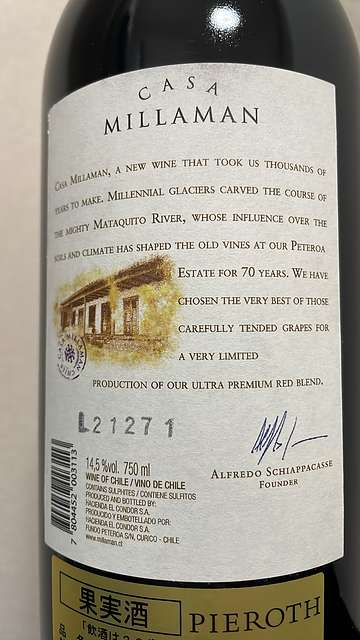 CASA
MILLAMAN
CASA MILLAMAN, A NEW WINE THAT TOOK US THOUSANDS OF
YEARS TO MAKE. MILLENNIAL GLACIERS CARVED THE COURSE OF
THE MIGHTY MATAQUITO RIVER, WHOSE INFLUENCE OVER THE
SOILS AND CLIMATE HAS SHAPED THE OLD VINES AT OUR PETEROA
ESTATE FOR 70 YEARS. WE HAVE
CHOSEN THE VERY BEST OF THOSE
CAREFULLY TENDED GRAPES FOR
A VERY LIMITED
PRODUCTION OF OUR ULTRA PREMIUM RED BLEND.
L21271
ALFREDO SCHIAPPACASSE
FOUNDER
14,5 %vol. 750 ml
WINE OF CHILE / VINO DE CHILE
CONTAINS SULPHITES / CONTIENE SULFITOS
PRODUCED AND BOTTLED BY:
HACIENDA EL CONDOR S.A.
PRODUCIDO Y EMBOTELLADO POR:
HACIENDA EL CONDOR S.A.
FUNDO PETEROA S/N, CURICO - CHILE
www.millaman.cl
7 804452 003113
果実酒
PIEROTH
「飲酒は